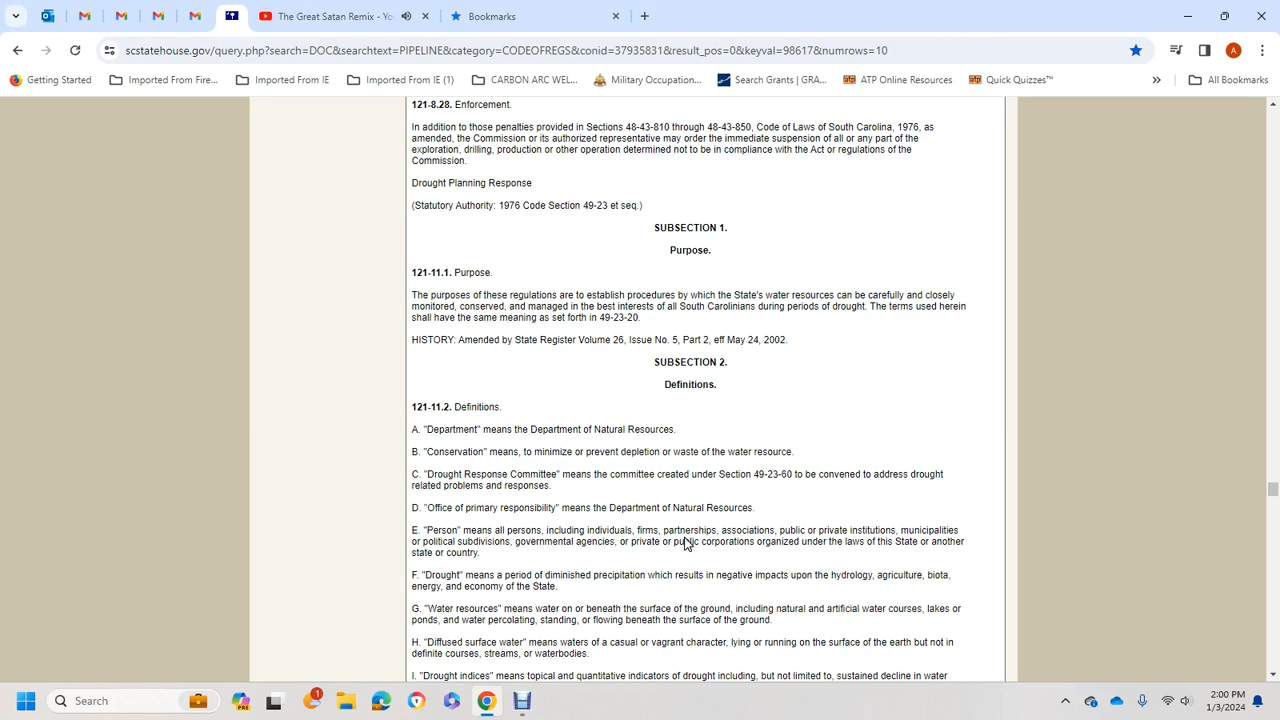 The Great Satan Remix - Yo
Bookmarks
scstatehouse.gov/query.php?search=DOC&searchtext=PIPELINE&category=CODEOFREGS&conid=37935831&result_pos=0&keyval=98617&numrows=10
A
Getting Started
Imported From Fire...
Imported From IE
Imported From IE (1)
CARBON ARC WEL...
Military Occupation...
Search Grants | GRA...
atp ATP Online Resources
atp Quick Quizzes™
»
All Bookmarks
121-8.28. Enforcement.
In addition to those penalties provided in Sections 48-43-810 through 48-43-850, Code of Laws of South Carolina, 1976, as
amended, the Commission or its authorized representative may order the immediate suspension of all or any part of the
exploration, drilling, production or other operation determined not to be in compliance with the Act or regulations of the
Commission.
Drought Planning Response
(Statutory Authority: 1976 Code Section 49-23 et seq.)
SUBSECTION 1.
Purpose.
121-11.1. Purpose.
The purposes of these regulations are to establish procedures by which the State's water resources can be carefully and closely
monitored, conserved, and managed in the best interests of all South Carolinians during periods of drought. The terms used herein
shall have the same meaning as set forth in 49-23-20.
HISTORY: Amended by State Register Volume 26, Issue No. 5, Part 2, eff May 24, 2002.
SUBSECTION 2.
Definitions.
121-11.2. Definitions.
A. "Department" means the Department of Natural Resources.
B. "Conservation" means, to minimize or prevent depletion or waste of the water resource.
C. "Drought Response Committee" means the committee created under Section 49-23-60 to be convened to address drought
related problems and responses.
D. "Office of primary responsibility" means the Department of Natural Resources.
E. "Person" means all persons, including individuals, firms, partnerships, associations, public or private institutions, municipalities
or political subdivisions, governmental agencies, or private or public corporations organized under the laws of this State or another
state or country.
F. "Drought" means a period of diminished precipitation which results in negative impacts upon the hydrology, agriculture, biota,
energy, and economy of the State.
G. "Water resources" means water on or beneath the surface of the ground, including natural and artificial water courses, lakes or
ponds, and water percolating, standing, or flowing beneath the surface of the ground.
H. "Diffused surface water" means waters of a casual or vagrant character, lying or running on the surface of the earth but not in
definite courses, streams, or waterbodies.
I. "Drought indices" means topical and quantitative indicators of drought including, but not limited to, sustained decline in water
Search
PRE
1
2:00 PM
1/3/2024